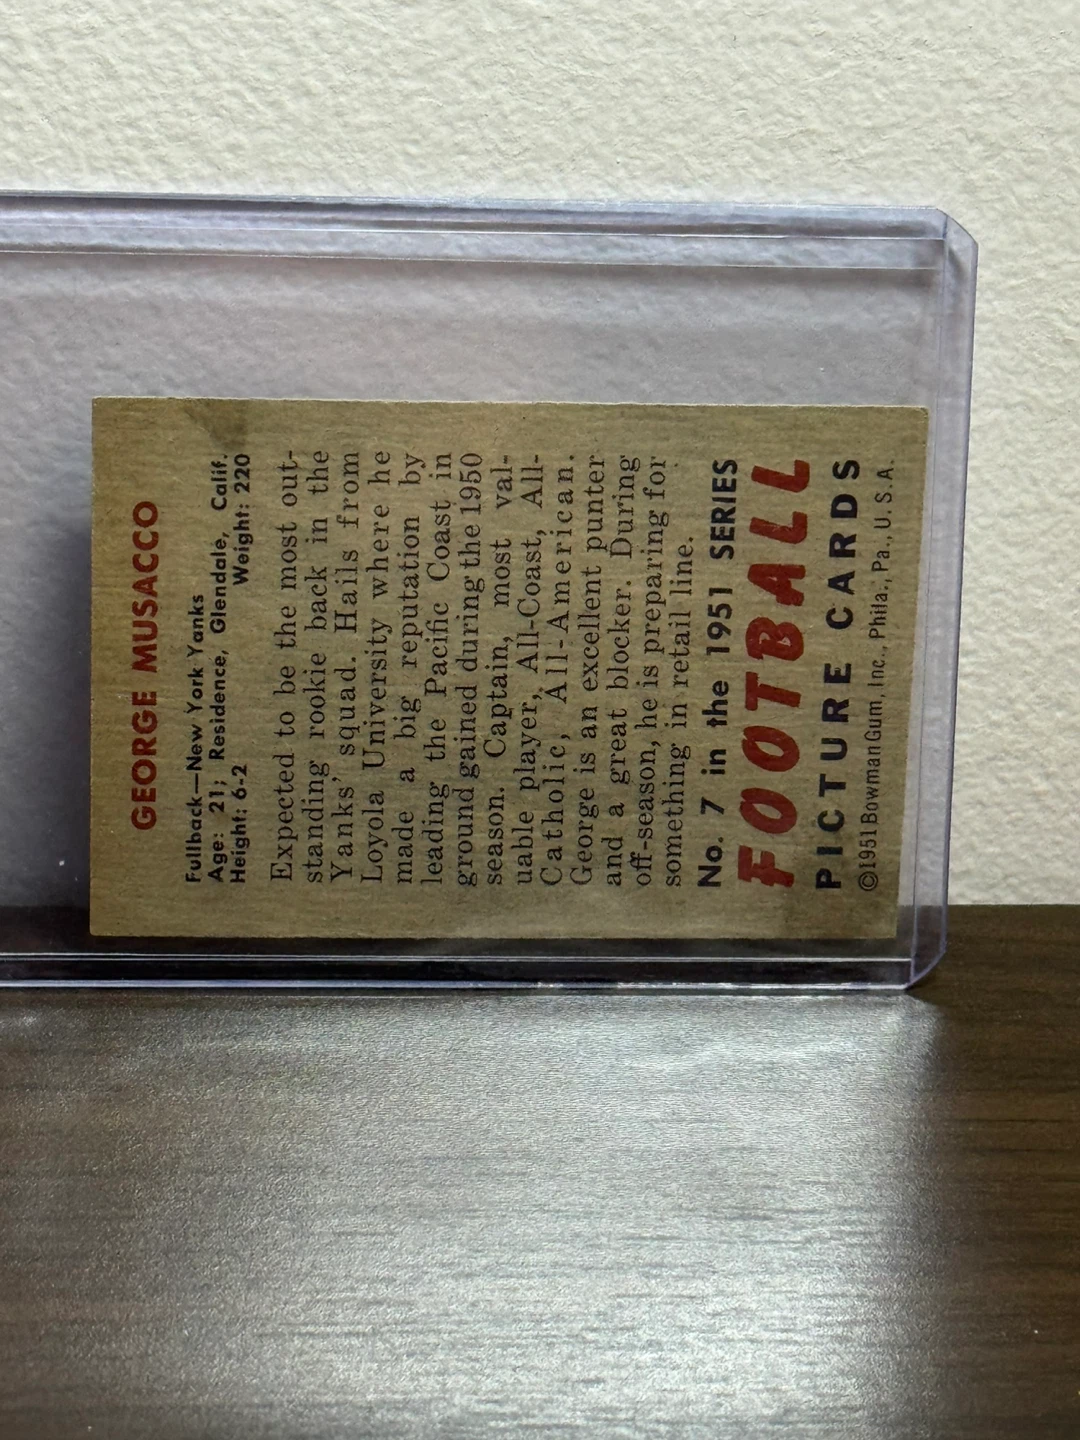 GEORGE MUSACCO
Fullback—New York Yanks
Age: 21; Residence, Glendale, Calif.
Height: 6-2 Weight: 220
Expected to be the most out-
standing rookie back in the
Yanks' squad. Hails from
Loyola University where he
made a big reputation by
leading the Pacific Coast in
ground gained during the 1950
season. Captain, most val-
uable player, All-Coast, All-
Catholic, All-American.
George is an excellent punter
and a great blocker. During
off-season, he is preparing for
something in retail line.
No. 7 in the 1951 SERIES
FOOTBALL
PICTURE CARDS
©1951 Bowman Gum, Inc., Phila., Pa., U. S. A.